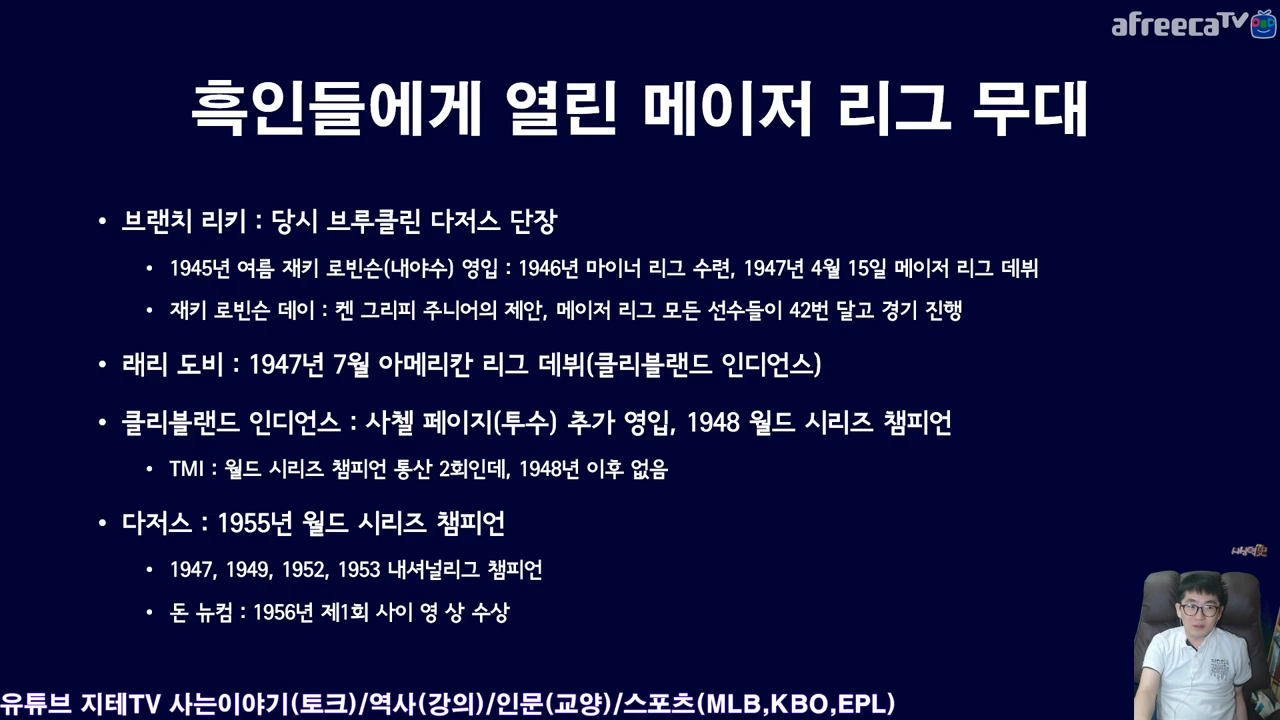 afreecaTV
흑인들에게 열린 메이저 리그 무대
• 브랜치 리키 : 당시 브루클린 다저스 단장
• 1945년 여름 재키 로빈슨(내야수) 영입 : 1946년 마이너 리그 수련, 1947년 4월 15일 메이저 리그 데뷔
• 재키 로빈슨 데이 : 켄 그리피 주니어의 제안, 메이저 리그 모든 선수들이 42번 달고 경기 진행
• 래리 도비 : 1947년 7월 아메리칸 리그 데뷔(클리블랜드 인디언스)
• 클리블랜드 인디언스 : 사첼 페이지(투수) 추가 영입, 1948 월드 시리즈 챔피언
• TMI : 월드 시리즈 챔피언 통산 2회인데, 1948년 이후 없음
• 다저스 : 1955년 월드 시리즈 챔피언
• 1947, 1949, 1952, 1953 내셔널리그 챔피언
• 돈 뉴컴 : 1956년 제1회 사이 영 상 수상
유튜브 지테TV 사는이야기(토크)/역사(강의)/인문(교양)/스포츠(MLB,KBO,EPL)